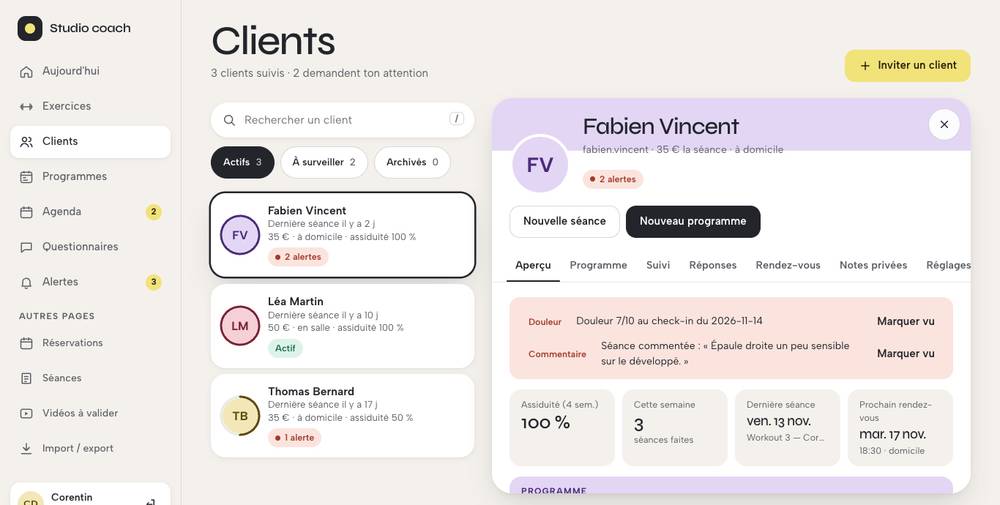 Studio coach
Aujourd'hui
Exercices
Clients
Programmes
Agenda 2
Questionnaires
Alertes 3
AUTRES PAGES
Réservations
Séances
Vidéos à valider
Import / export
Corentin
Clients
3 clients suivis · 2 demandent ton attention
Inviter un client
Rechercher un client /
Actifs 3 À surveiller 2 Archivés 0
FV
Fabien Vincent
Dernière séance il y a 2 j
35 € · à domicile · assiduité 100 %
2 alertes
LM
Léa Martin
Dernière séance il y a 10 j
50 € · en salle · assiduité 100 %
Actif
TB
Thomas Bernard
Dernière séance il y a 17 j
35 € · à domicile · assiduité 50 %
1 alerte
FV
Fabien Vincent
fabien.vincent · 35 € la séance · à domicile
2 alertes
Nouvelle séance Nouveau programme
Aperçu Programme Suivi Réponses Rendez-vous Notes privées Réglages
Douleur Douleur 7/10 au check-in du 2026-11-14 Marquer vu
Commentaire Séance commentée : « Épaule droite un peu sensible
sur le développé. » Marquer vu
Assiduité (4 sem.)
100 %
Cette semaine
3
séances faites
Dernière séance
ven. 13 nov.
Workout 3 — Cor...
Prochain rendez-
vous
mar. 17 nov.
18:30 · domicile
PROGRAMME